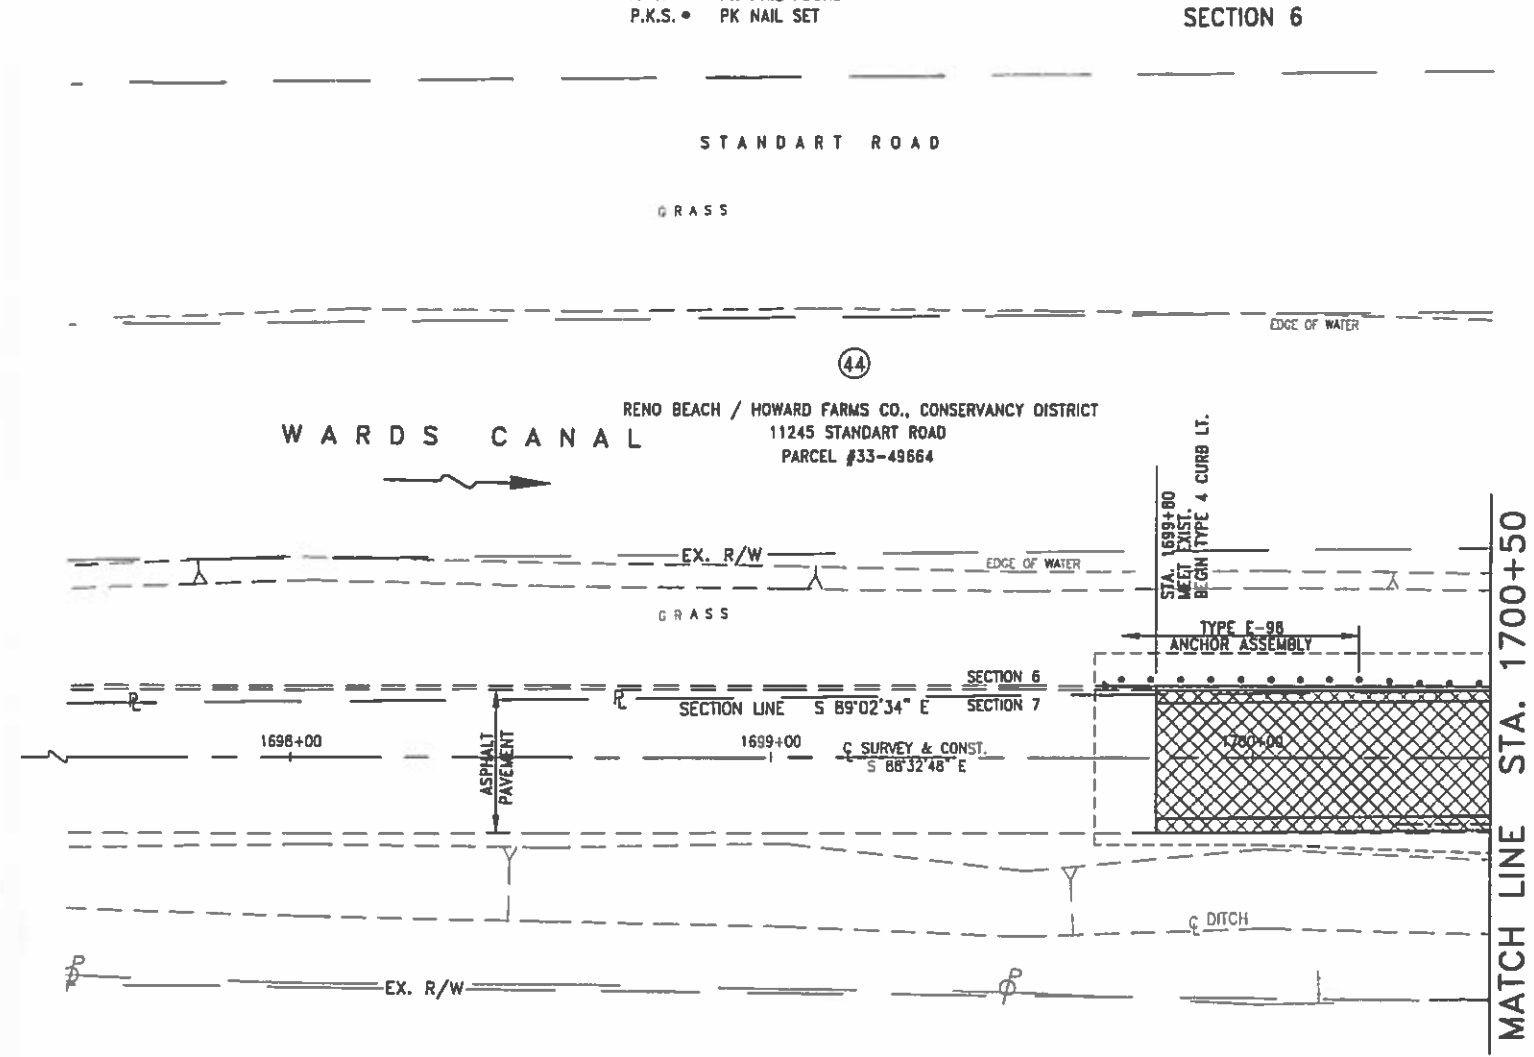 P.K.S. • PK NAIL SET
SECTION 6
STANDART ROAD
GRASS
EDGE OF WATER
44
RENO BEACH / HOWARD FARMS CO., CONSERVANCY DISTRICT
11245 STANDART ROAD
PARCEL #33-49664
WARDS CANAL
STA. 1699+80
MEET EXIST.
BEGIN TYPE 4 CURB LT.
EX. R/W
EDGE OF WATER
GRASS
TYPE E-98
ANCHOR ASSEMBLY
SECTION 6
SECTION LINE S 89°02'34" E SECTION 7
PL
PL
1698+00
1699+00
1700+00
ASPHALT
PAVEMENT
℄ SURVEY & CONST.
S 88°32'48" E
℄ DITCH
P
P
EX. R/W
MATCH LINE STA. 1700+50